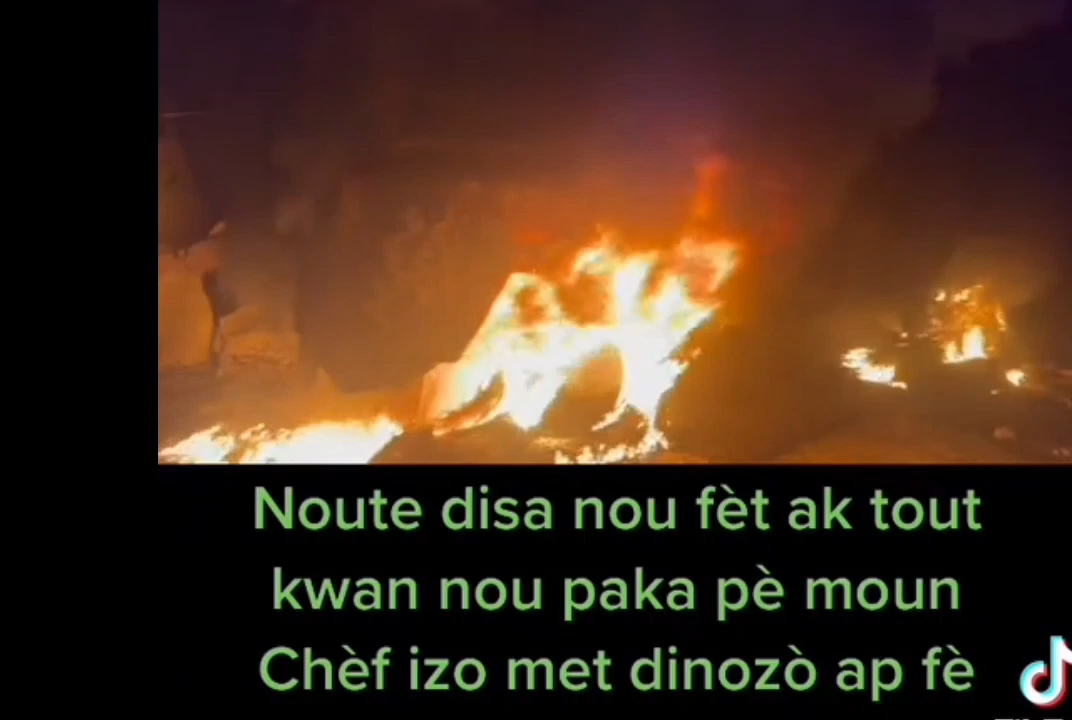 Noute disa nou fèt ak tout
kwan nou paka pè moun
Chèf izo met dinozò ap fè